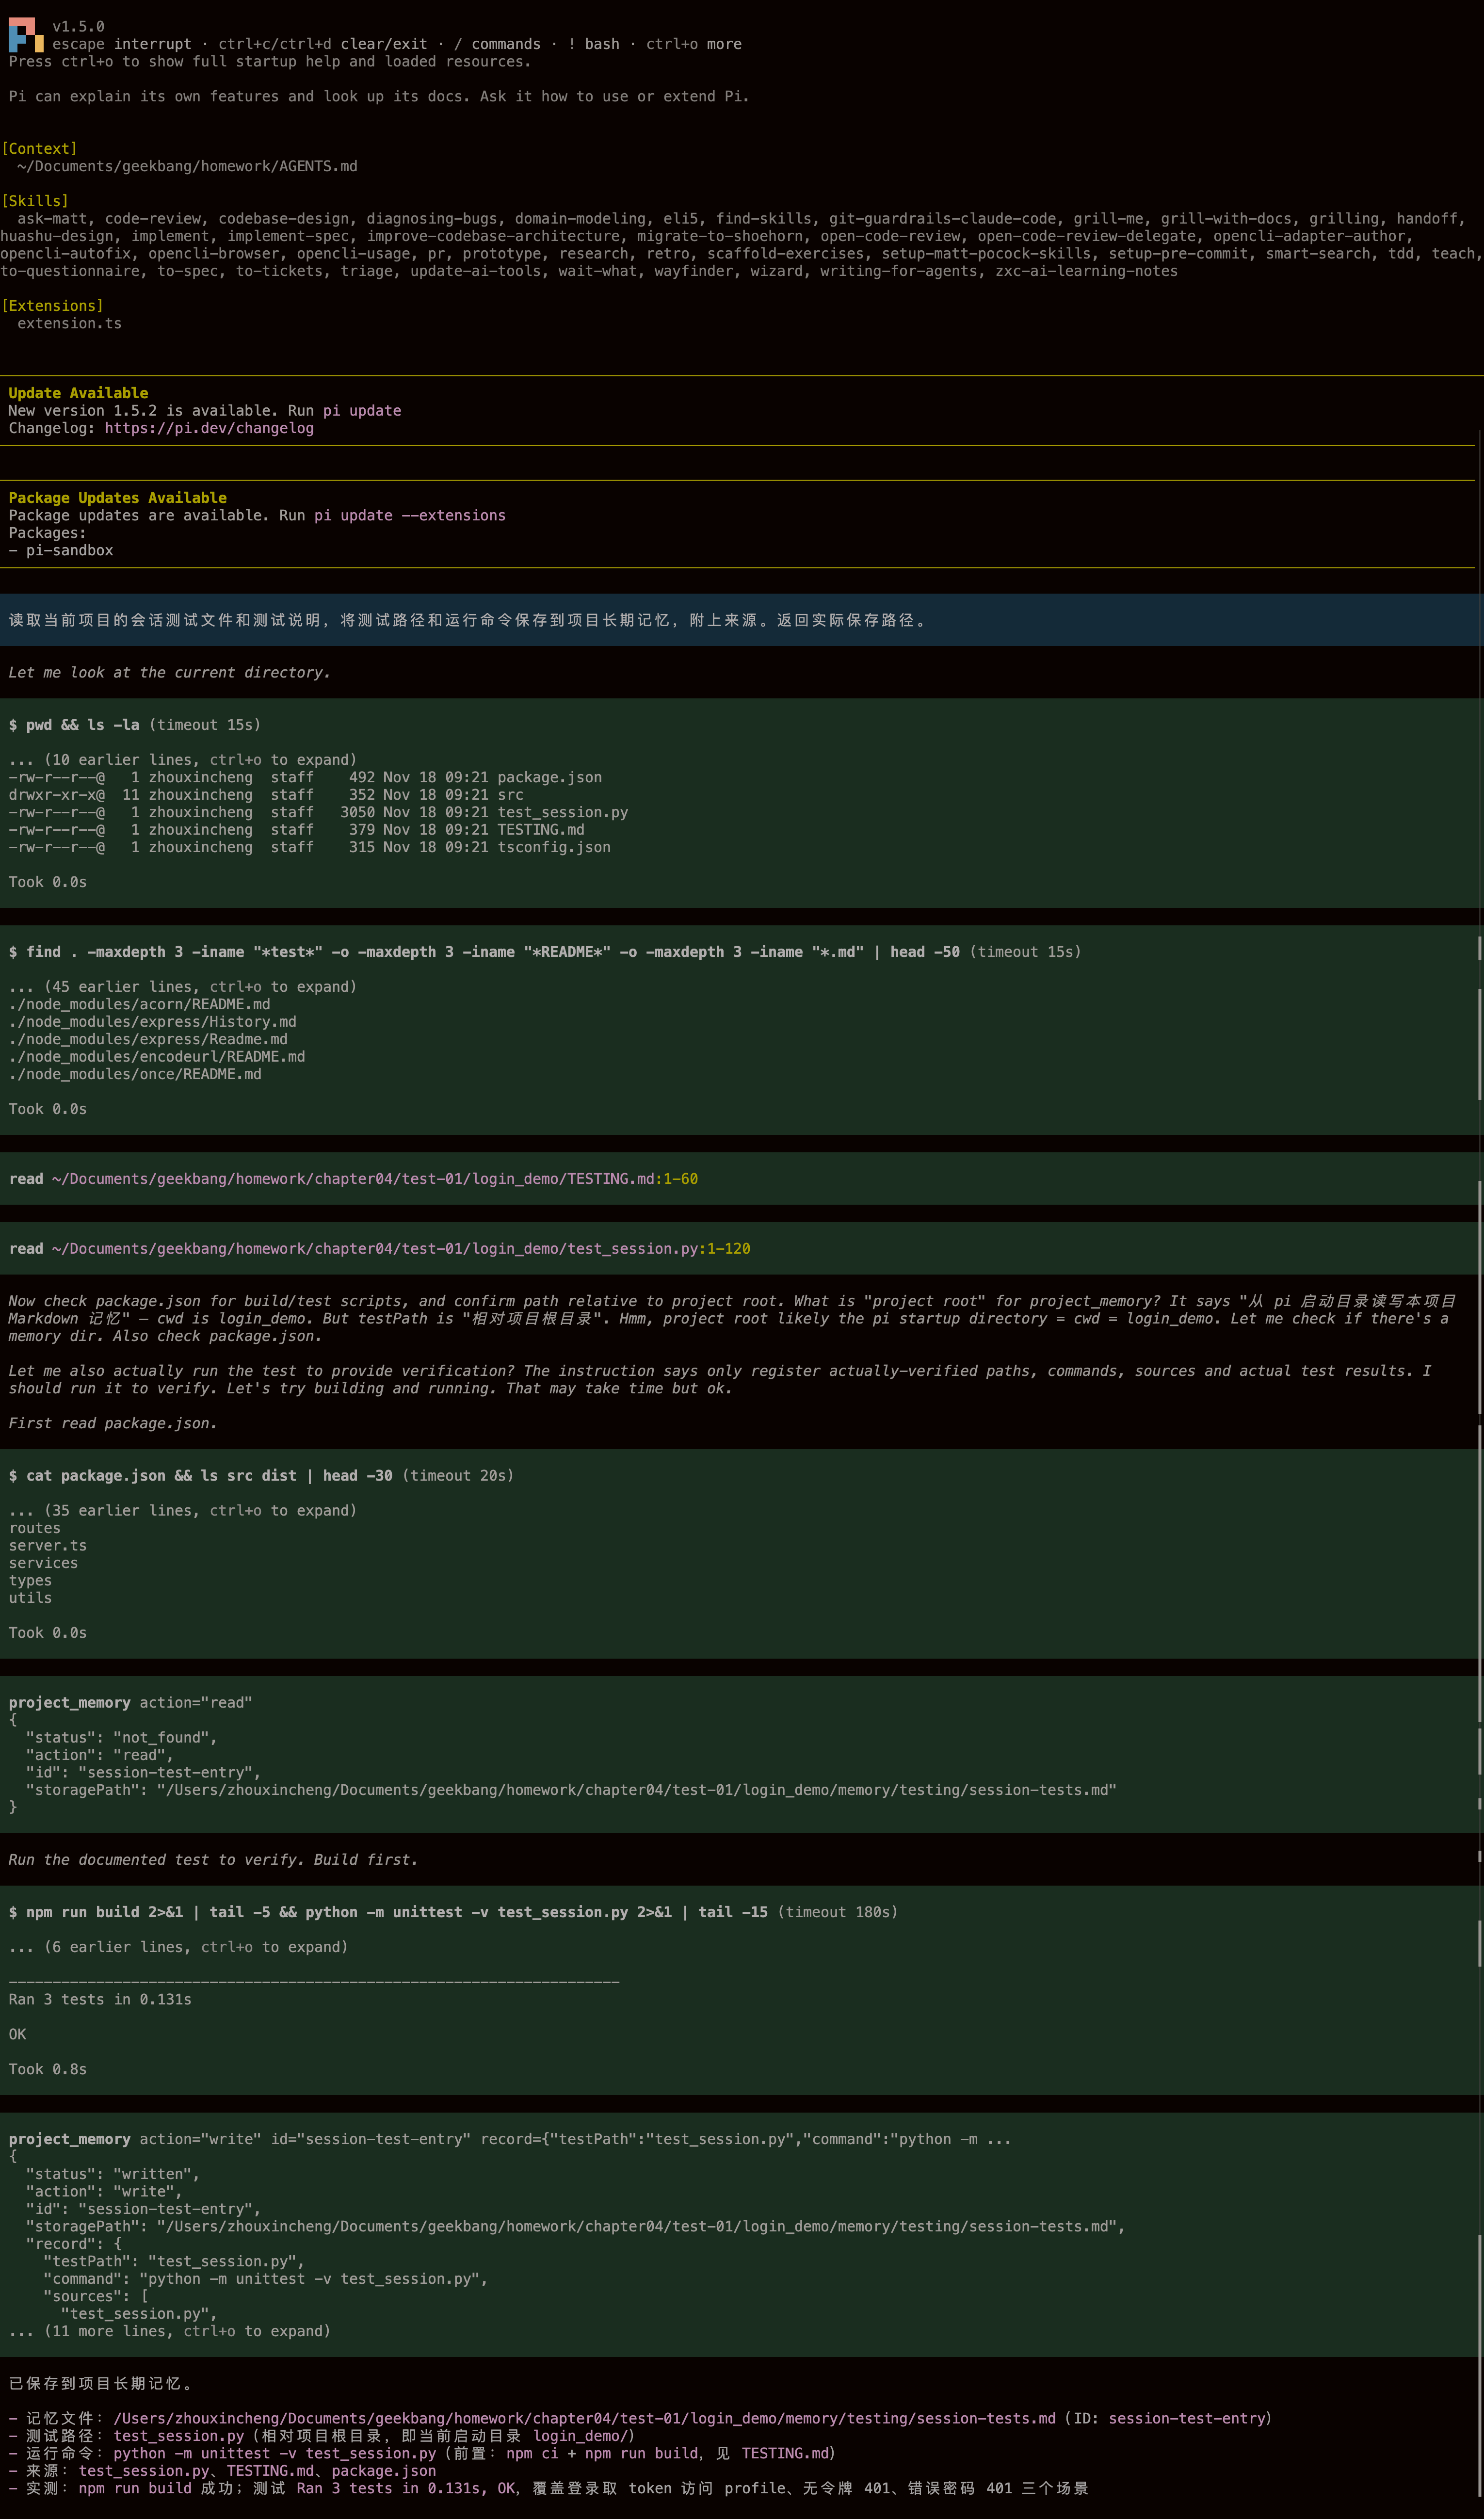 v1.5.0
escape interrupt · ctrl+c/ctrl+d clear/exit · / commands · ! bash · ctrl+o more
Press ctrl+o to show full startup help and loaded resources.
Pi can explain its own features and look up its docs. Ask it how to use or extend Pi.
[Context]
~/Documents/geekbang/homework/AGENTS.md
[Skills]
ask-matt, code-review, codebase-design, diagnosing-bugs, domain-modeling, eli5, find-skills, git-guardrails-claude-code, grill-me, grill-with-docs, grilling, handoff,
huashu-design, implement, implement-spec, improve-codebase-architecture, migrate-to-shoehorn, open-code-review, open-code-review-delegate, opencli-adapter-author,
opencli-autofix, opencli-browser, opencli-usage, pr, prototype, research, retro, scaffold-exercises, setup-matt-pocock-skills, setup-pre-commit, smart-search, tdd, teach,
to-questionnaire, to-spec, to-tickets, triage, update-ai-tools, wait-what, wayfinder, wizard, writing-for-agents, zxc-ai-learning-notes
[Extensions]
extension.ts
Update Available
New version 1.5.2 is available. Run pi update
Changelog: https://pi.dev/changelog
Package Updates Available
Package updates are available. Run pi update --extensions
Packages:
- pi-sandbox
读取当前项目的会话测试文件和测试说明，将测试路径和运行命令保存到项目长期记忆，附上来源。返回实际保存路径。
Let me look at the current directory.
$ pwd && ls -la (timeout 15s)
... (10 earlier lines, ctrl+o to expand)
-rw-r--r--@   1 zhouxincheng  staff    492 Nov 18 09:21 package.json
drwxr-xr-x@  11 zhouxincheng  staff    352 Nov 18 09:21 src
-rw-r--r--@   1 zhouxincheng  staff   3050 Nov 18 09:21 test_session.py
-rw-r--r--@   1 zhouxincheng  staff    379 Nov 18 09:21 TESTING.md
-rw-r--r--@   1 zhouxincheng  staff    315 Nov 18 09:21 tsconfig.json
Took 0.0s
$ find . -maxdepth 3 -iname "*test*" -o -maxdepth 3 -iname "*README*" -o -maxdepth 3 -iname "*.md" | head -50 (timeout 15s)
... (45 earlier lines, ctrl+o to expand)
./node_modules/acorn/README.md
./node_modules/express/History.md
./node_modules/express/Readme.md
./node_modules/encodeurl/README.md
./node_modules/once/README.md
Took 0.0s
read ~/Documents/geekbang/homework/chapter04/test-01/login_demo/TESTING.md:1-60
read ~/Documents/geekbang/homework/chapter04/test-01/login_demo/test_session.py:1-120
Now check package.json for build/test scripts, and confirm path relative to project root. What is "project root" for project_memory? It says "从 pi 启动目录读写本项目
Markdown 记忆" — cwd is login_demo. But testPath is "相对项目根目录". Hmm, project root likely the pi startup directory = cwd = login_demo. Let me check if there's a
memory dir. Also check package.json.
Let me also actually run the test to provide verification? The instruction says only register actually-verified paths, commands, sources and actual test results. I
should run it to verify. Let's try building and running. That may take time but ok.
First read package.json.
$ cat package.json && ls src dist | head -30 (timeout 20s)
... (35 earlier lines, ctrl+o to expand)
routes
server.ts
services
types
utils
Took 0.0s
project_memory action="read"
{
  "status": "not_found",
  "action": "read",
  "id": "session-test-entry",
  "storagePath": "/Users/zhouxincheng/Documents/geekbang/homework/chapter04/test-01/login_demo/memory/testing/session-tests.md"
}
Run the documented test to verify. Build first.
$ npm run build 2>&1 | tail -5 && python -m unittest -v test_session.py 2>&1 | tail -15 (timeout 180s)
... (6 earlier lines, ctrl+o to expand)
----------------------------------------------------------------------
Ran 3 tests in 0.131s
OK
Took 0.8s
project_memory action="write" id="session-test-entry" record={"testPath":"test_session.py","command":"python -m ...
{
  "status": "written",
  "action": "write",
  "id": "session-test-entry",
  "storagePath": "/Users/zhouxincheng/Documents/geekbang/homework/chapter04/test-01/login_demo/memory/testing/session-tests.md",
  "record": {
    "testPath": "test_session.py",
    "command": "python -m unittest -v test_session.py",
    "sources": [
      "test_session.py",
... (11 more lines, ctrl+o to expand)
已保存到项目长期记忆。
- 记忆文件：/Users/zhouxincheng/Documents/geekbang/homework/chapter04/test-01/login_demo/memory/testing/session-tests.md (ID: session-test-entry)
- 测试路径：test_session.py (相对项目根目录，即当前启动目录 login_demo/)
- 运行命令：python -m unittest -v test_session.py (前置：npm ci + npm run build，见 TESTING.md)
- 来源：test_session.py、TESTING.md、package.json
- 实测：npm run build 成功；测试 Ran 3 tests in 0.131s, OK，覆盖登录取 token 访问 profile、无令牌 401、错误密码 401 三个场景